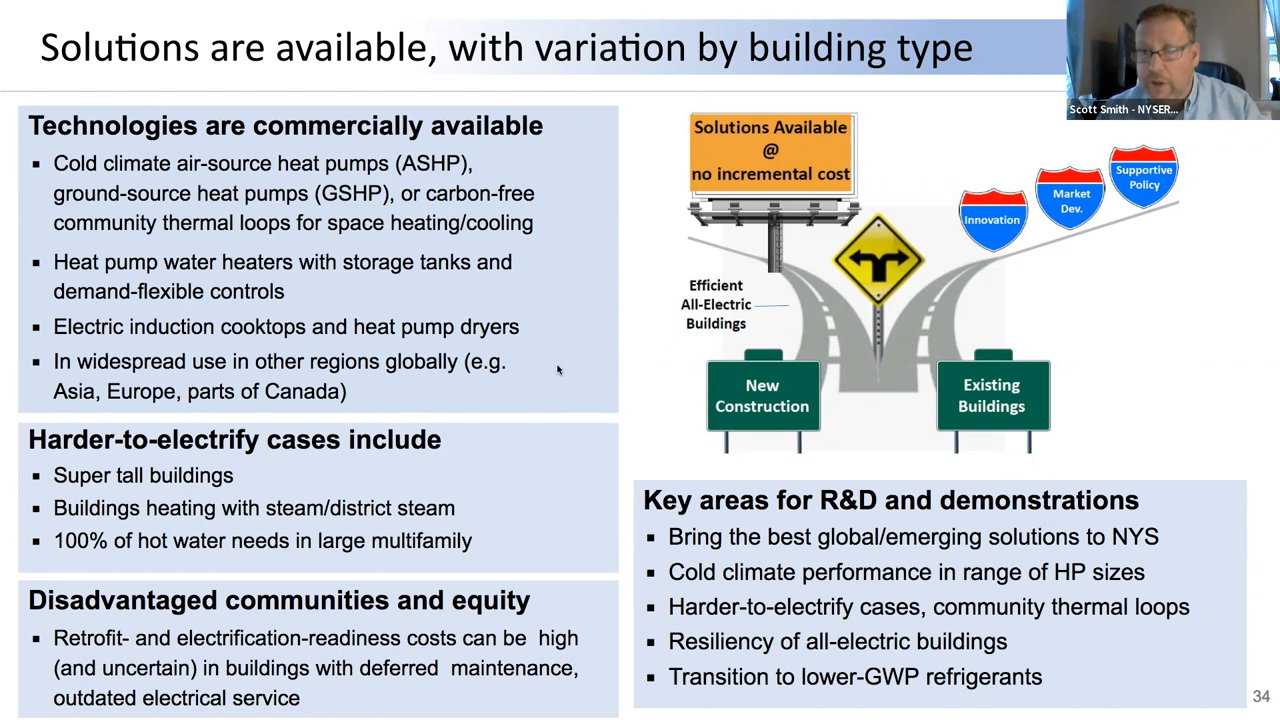 Solutions are available, with variation by building type
Scott Smith - NYSER...
Technologies are commercially available
▪ Cold climate air-source heat pumps (ASHP),
ground-source heat pumps (GSHP), or carbon-free
community thermal loops for space heating/cooling
▪ Heat pump water heaters with storage tanks and
demand-flexible controls
▪ Electric induction cooktops and heat pump dryers
▪ In widespread use in other regions globally (e.g.
Asia, Europe, parts of Canada)
Harder-to-electrify cases include
▪ Super tall buildings
▪ Buildings heating with steam/district steam
▪ 100% of hot water needs in large multifamily
Disadvantaged communities and equity
▪ Retrofit- and electrification-readiness costs can be high
(and uncertain) in buildings with deferred maintenance,
outdated electrical service
Solutions Available
@
no incremental cost
Efficient
All-Electric
Buildings
Innovation
Market
Dev.
Supportive
Policy
New
Construction
Existing
Buildings
Key areas for R&D and demonstrations
▪ Bring the best global/emerging solutions to NYS
▪ Cold climate performance in range of HP sizes
▪ Harder-to-electrify cases, community thermal loops
▪ Resiliency of all-electric buildings
▪ Transition to lower-GWP refrigerants
34